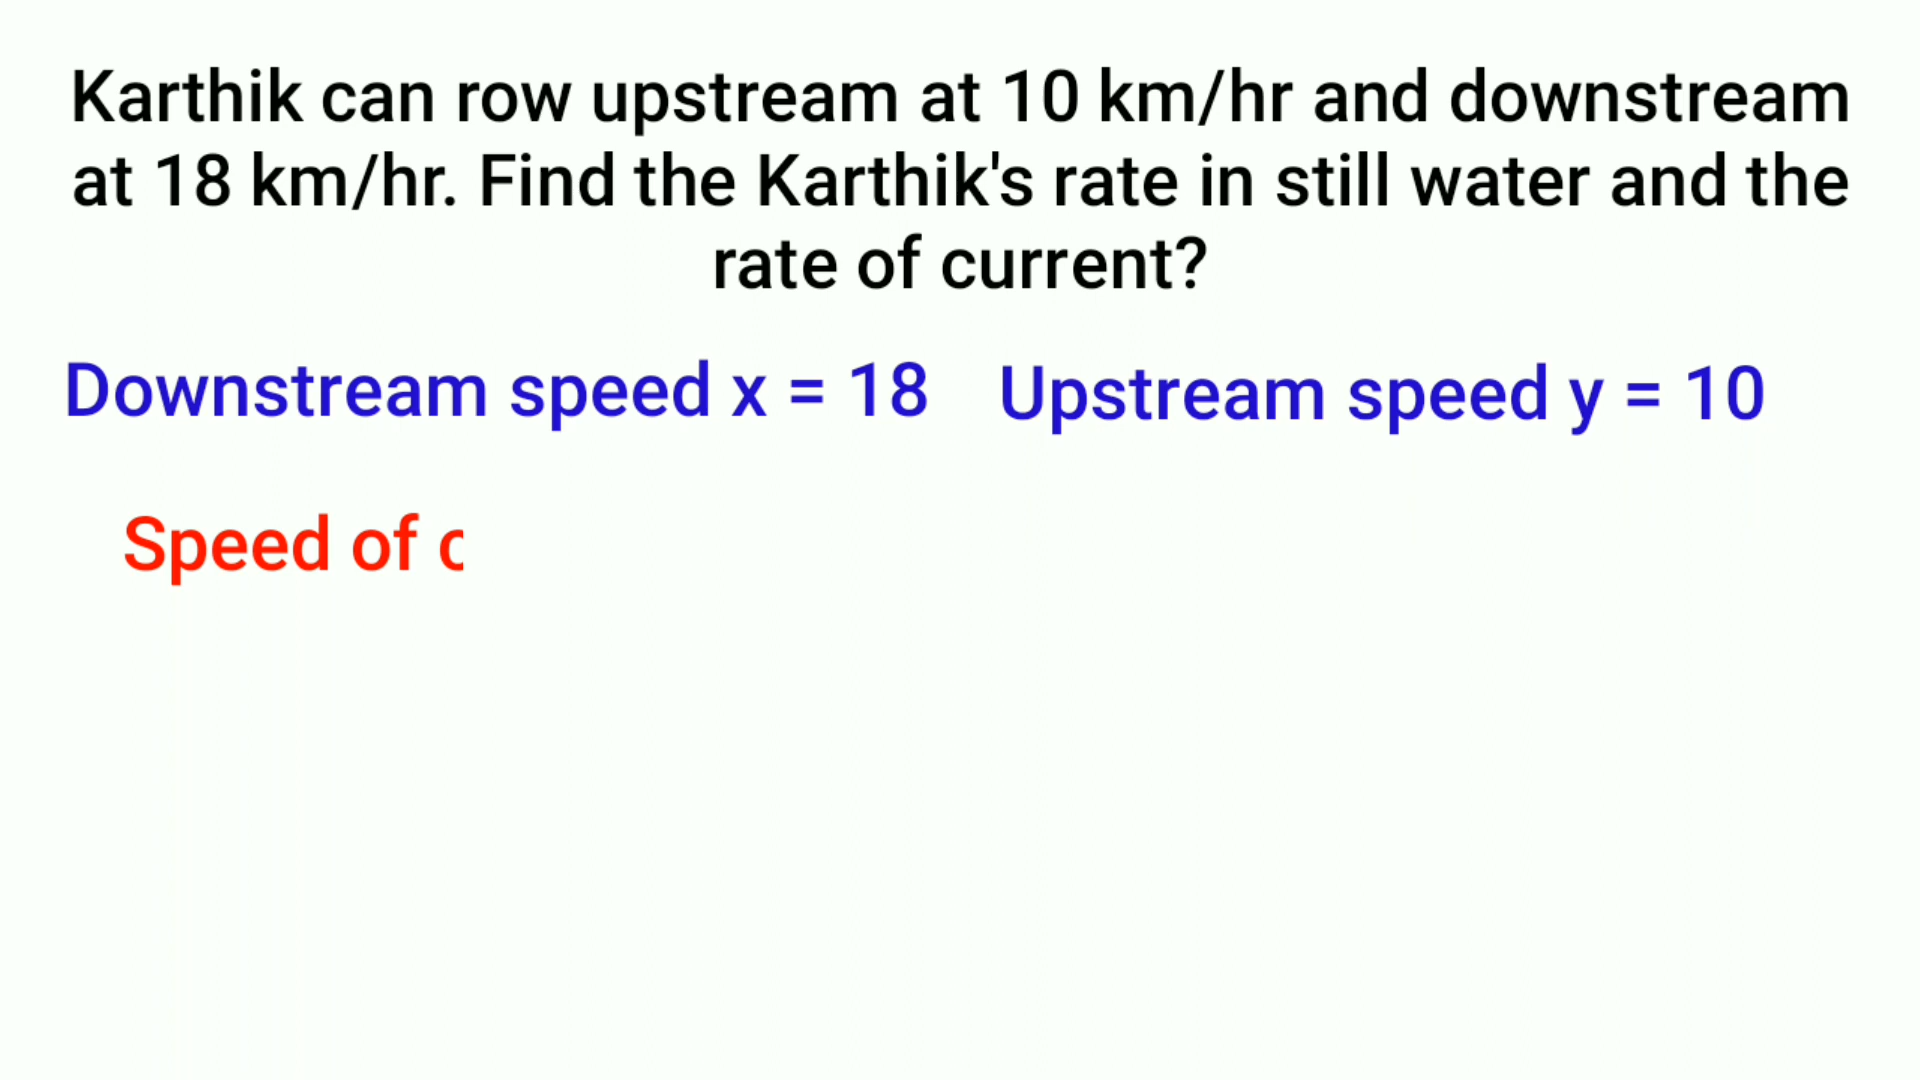 Karthik can row upstream at 10 km/hr and downstream
at 18 km/hr. Find the Karthik's rate in still water and the
rate of current?
Downstream speed x = 18 Upstream speed y = 10
Speed of c